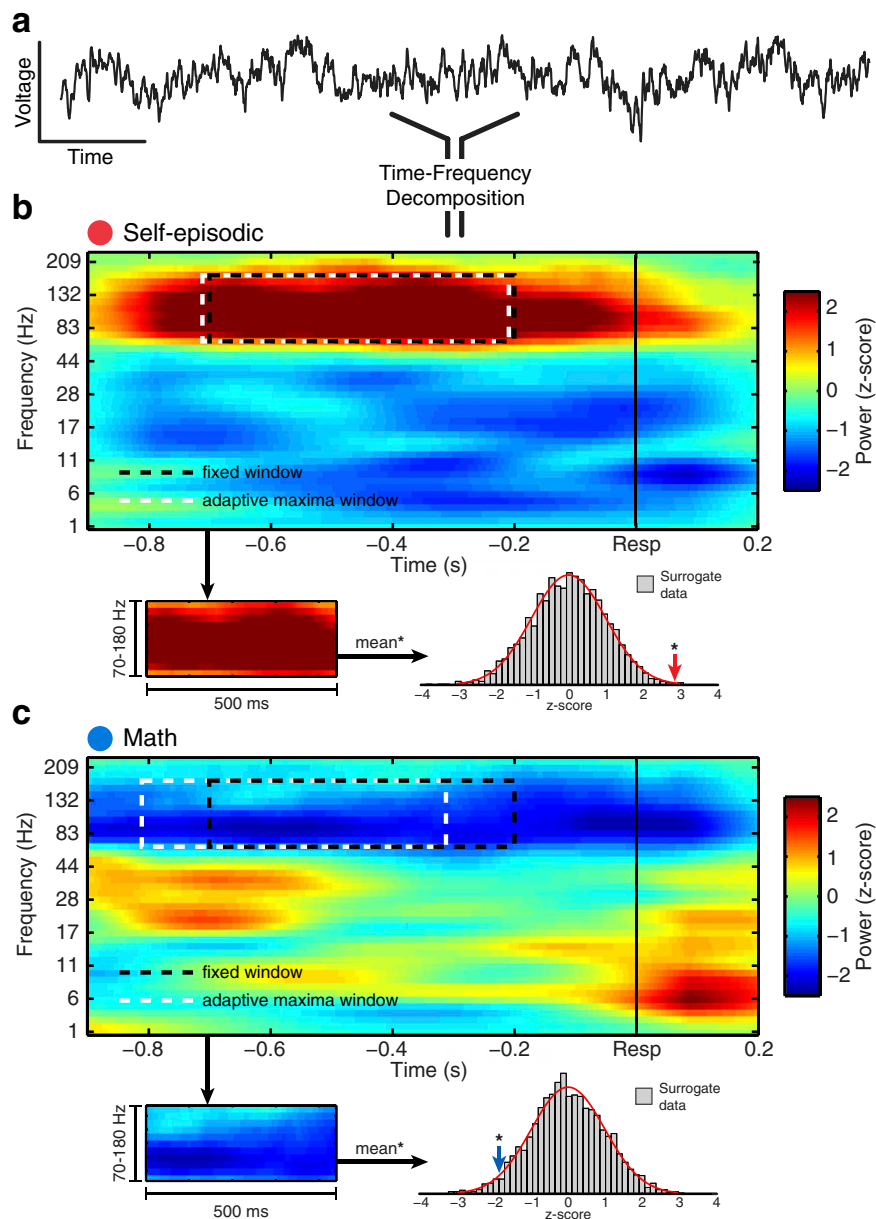 a
Voltage
Time
Time-Frequency
Decomposition
b
Self-episodic
209
132
83
44
28
17
11
6
1
Frequency (Hz)
fixed window
adaptive maxima window
−0.8 −0.6 −0.4 −0.2 Resp 0.2
Time (s)
2
1
0
−1
−2
Power (z-score)
70-180 Hz
500 ms
mean*
Surrogate
data
*
−4 −3 −2 −1 0 1 2 3 4
z-score
c
Math
209
132
83
44
28
17
11
6
1
Frequency (Hz)
fixed window
adaptive maxima window
−0.8 −0.6 −0.4 −0.2 Resp 0.2
Time (s)
2
1
0
−1
−2
Power (z-score)
70-180 Hz
500 ms
mean*
Surrogate
data
*
−4 −3 −2 −1 0 1 2 3 4
z-score